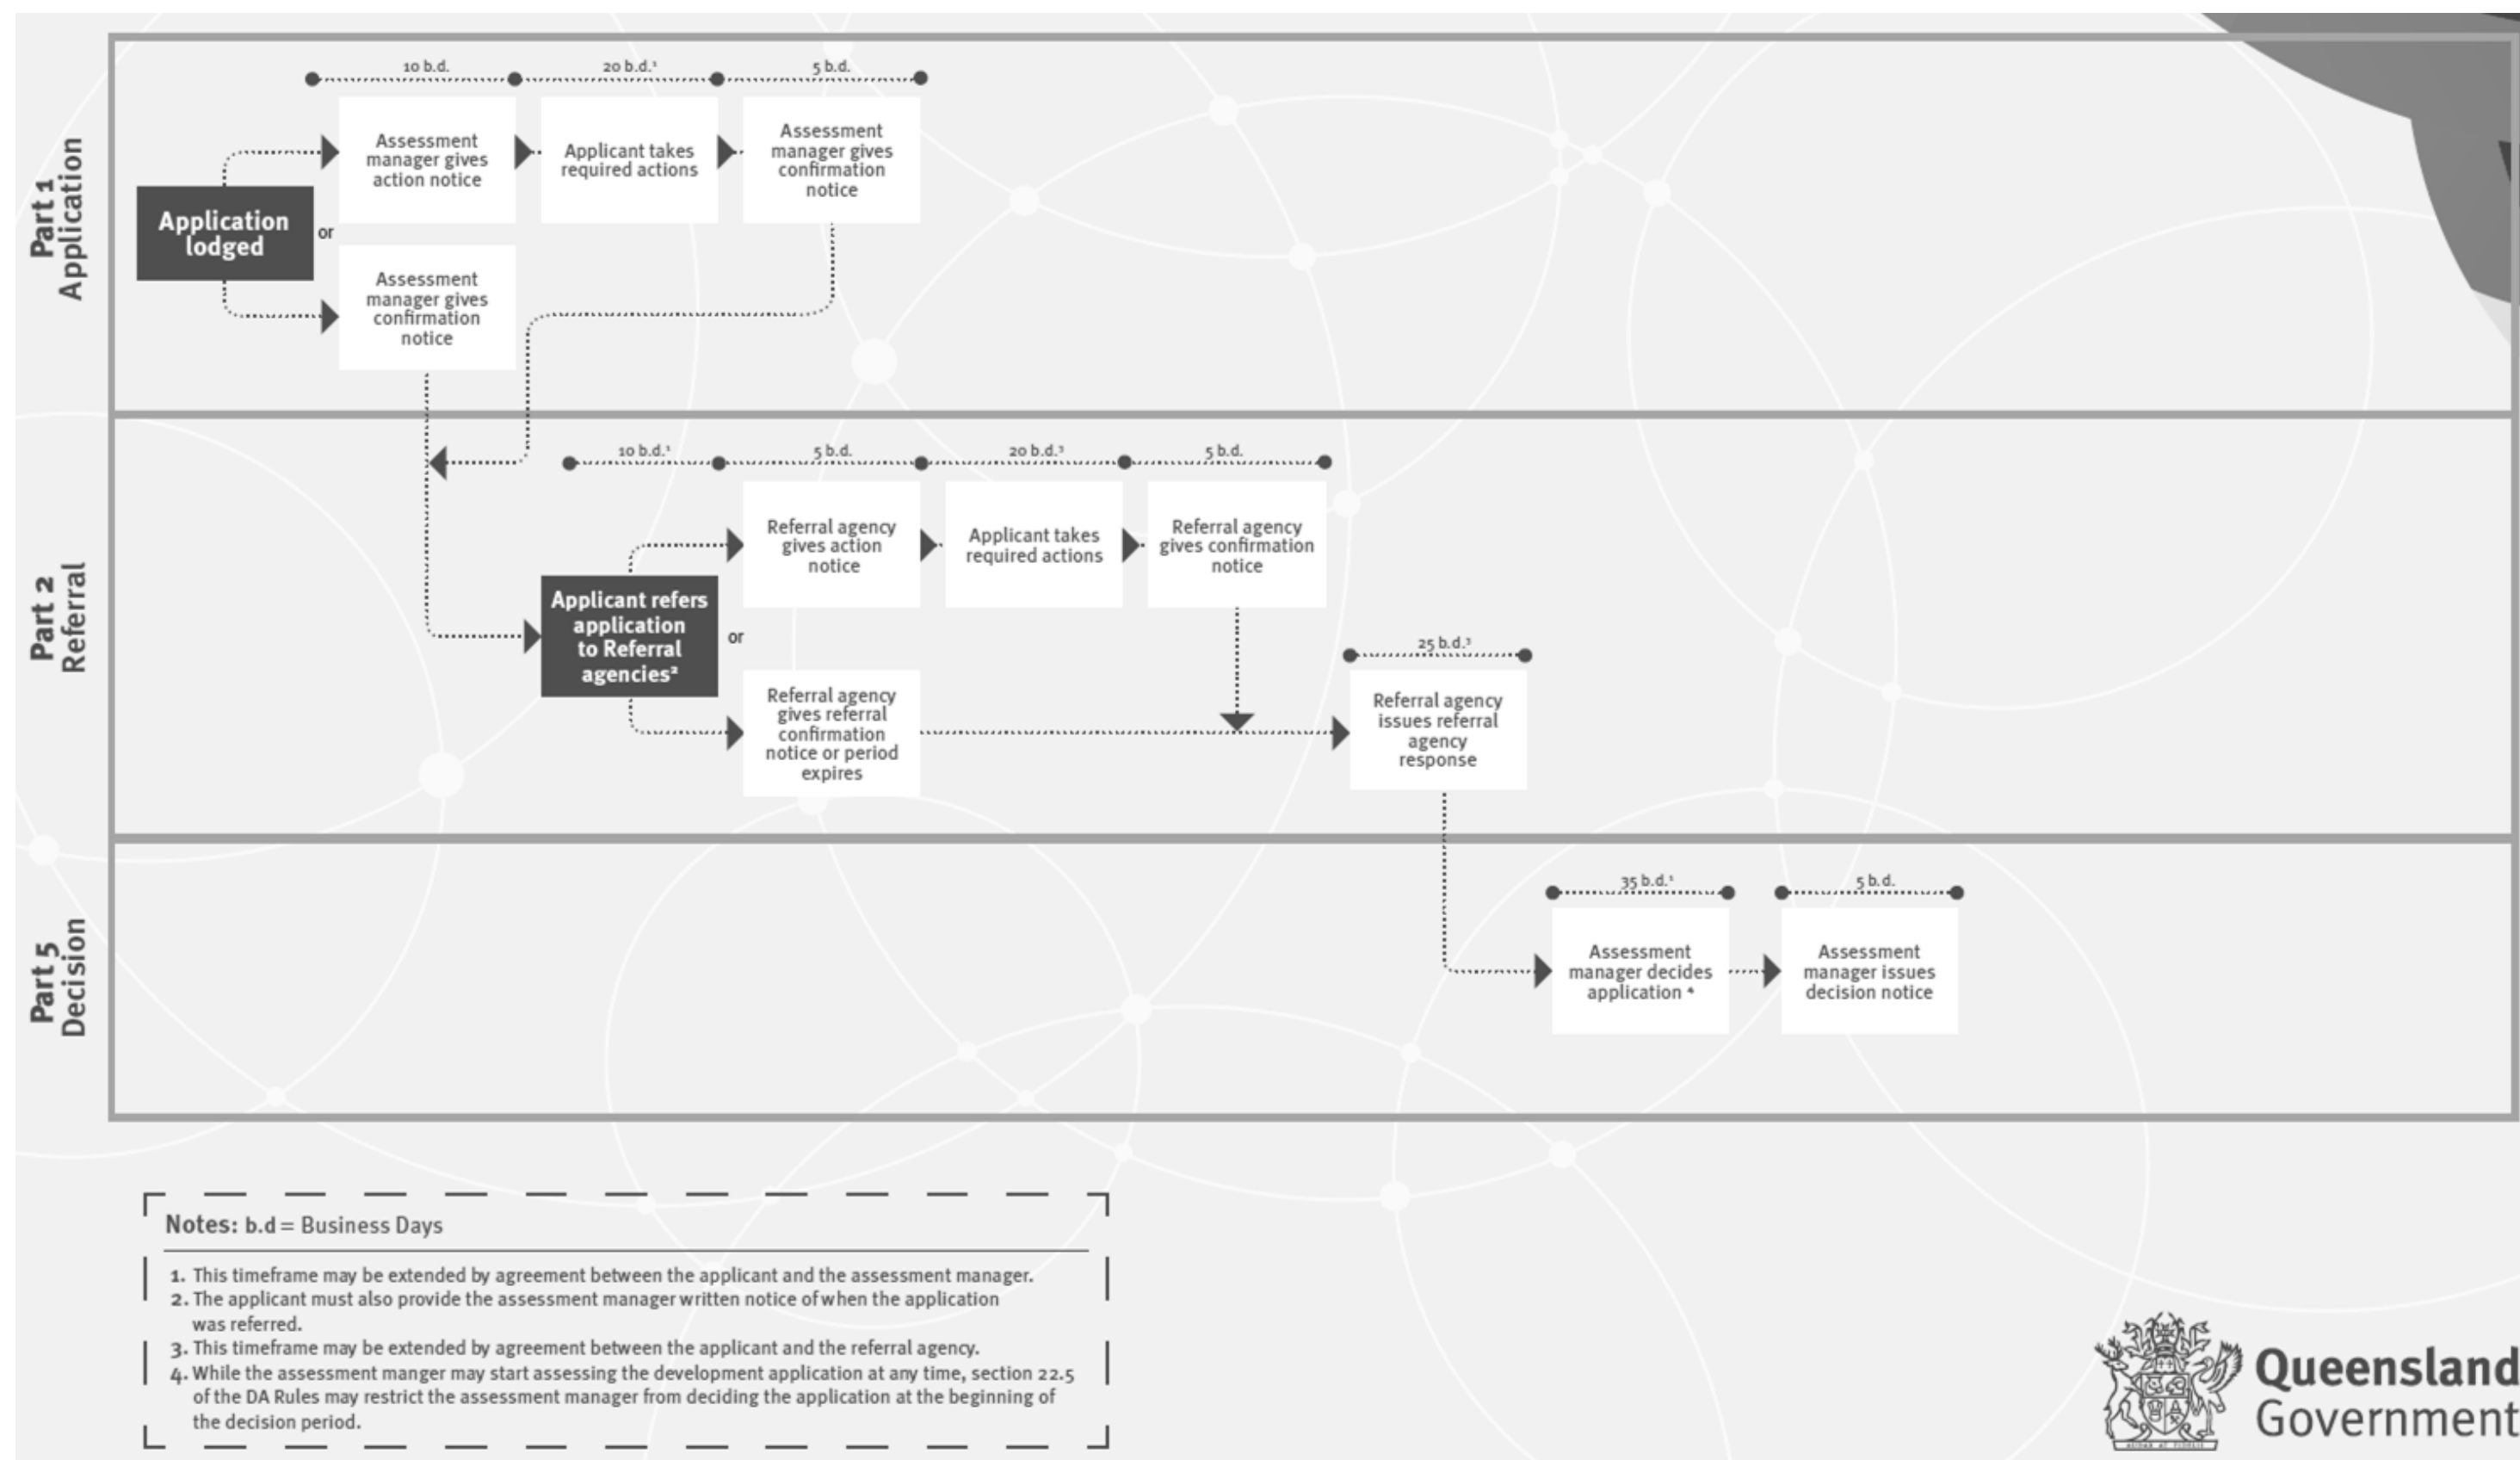 Part 1
Application
10 b.d.
20 b.d.¹
5 b.d.
Application
lodged
or
Assessment
manager gives
action notice
Applicant takes
required actions
Assessment
manager gives
confirmation
notice
Assessment
manager gives
confirmation
notice
Part 2
Referral
10 b.d.¹
5 b.d.
20 b.d.³
5 b.d.
Applicant refers
application
to Referral
agencies²
or
Referral agency
gives action
notice
Applicant takes
required actions
Referral agency
gives confirmation
notice
Referral agency
gives referral
confirmation
notice or period
expires
25 b.d.³
Referral agency
issues referral
agency
response
Part 5
Decision
35 b.d.¹
5 b.d.
Assessment
manager decides
application ⁴
Assessment
manager issues
decision notice
Notes: b.d = Business Days
1. This timeframe may be extended by agreement between the applicant and the assessment manager.
2. The applicant must also provide the assessment manager written notice of when the application
was referred.
3. This timeframe may be extended by agreement between the applicant and the referral agency.
4. While the assessment manger may start assessing the development application at any time, section 22.5
of the DA Rules may restrict the assessment manager from deciding the application at the beginning of
the decision period.
Queensland
Government